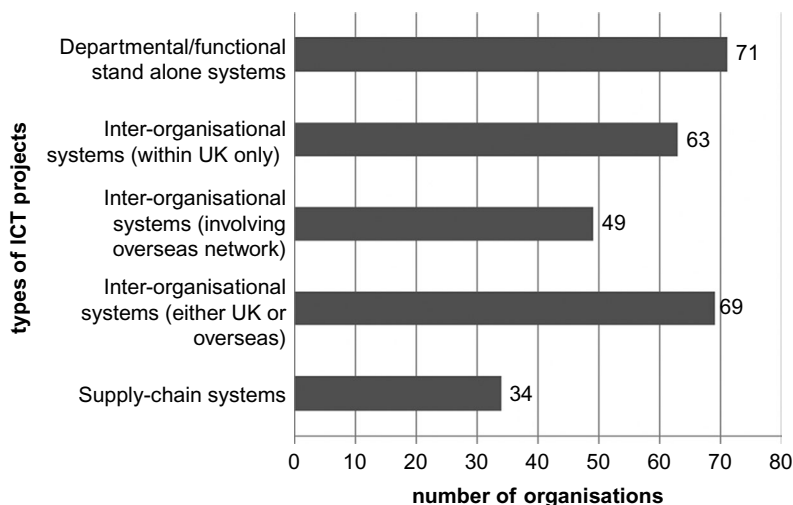 Departmental/functional
stand alone systems
71
Inter-organisational
systems (within UK only)
63
Inter-organisational
systems (involving
overseas network)
49
Inter-organisational
systems (either UK or
overseas)
69
Supply-chain systems
34
types of ICT projects
0 10 20 30 40 50 60 70 80
number of organisations